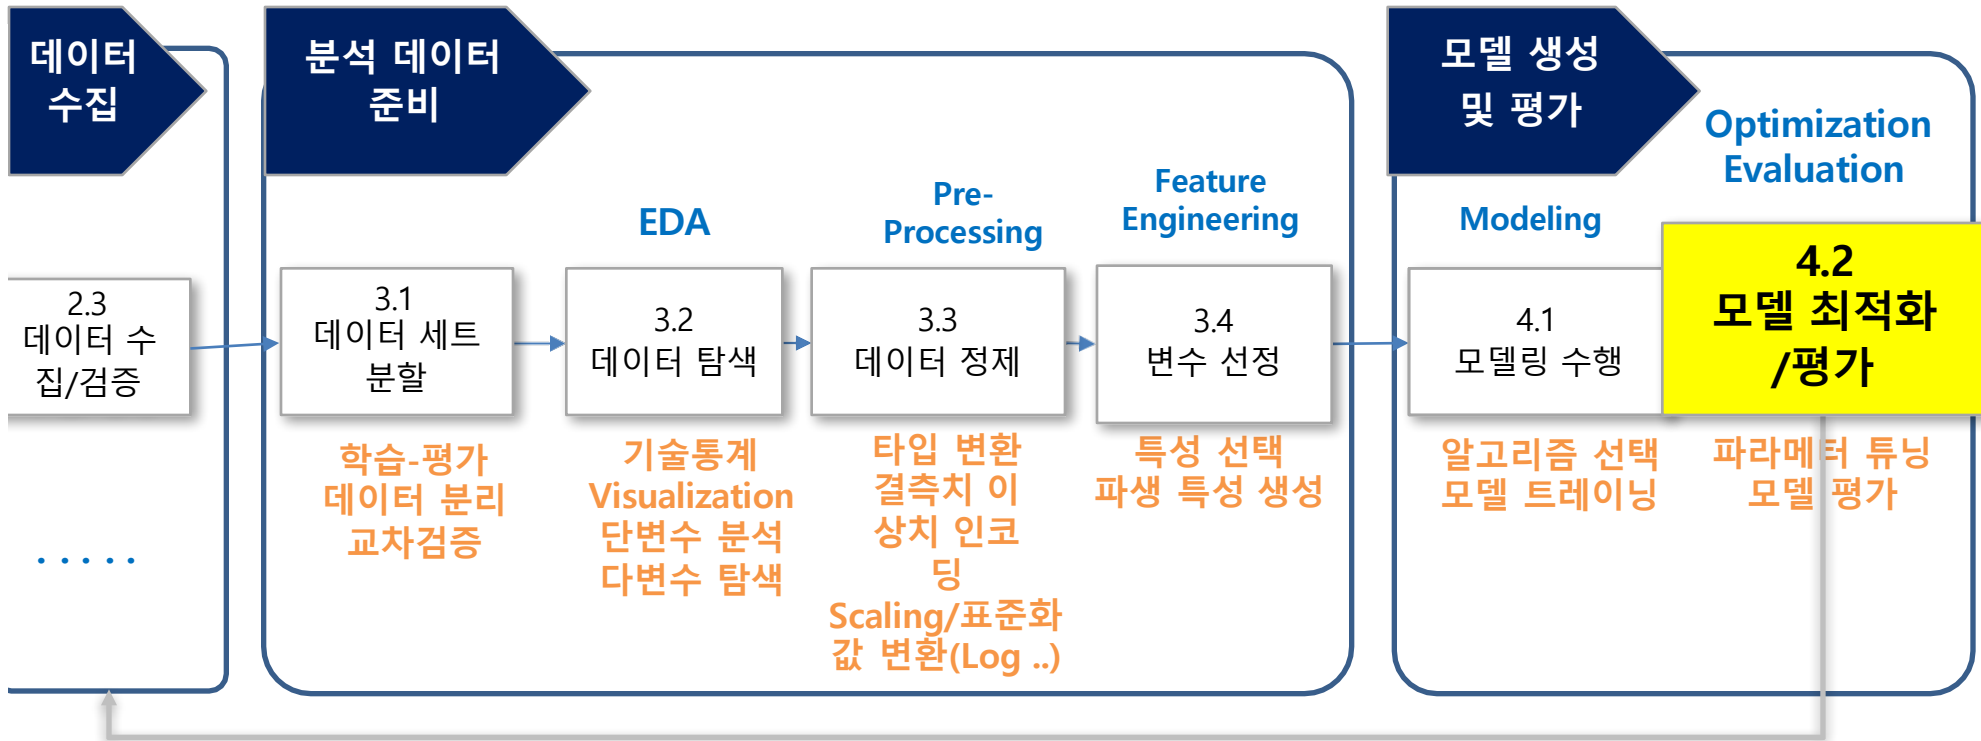 데이터
수집
분석 데이터
준비
모델 생성
및 평가
Optimization
Evaluation
EDA
Pre-
Processing
Feature
Engineering
Modeling
2.3
데이터 수
집/검증
3.1
데이터 세트
분할
3.2
데이터 탐색
3.3
데이터 정제
3.4
변수 선정
4.1
모델링 수행
4.2
모델 최적화
/평가
학습-평가
데이터 분리
교차검증
기술통계
Visualization
단변수 분석
다변수 탐색
타입 변환
결측치 이
상치 인코
딩
Scaling/표준화
값 변환(Log ..)
특성 선택
파생 특성 생성
알고리즘 선택
모델 트레이닝
파라메터 튜닝
모델 평가
. . . . .